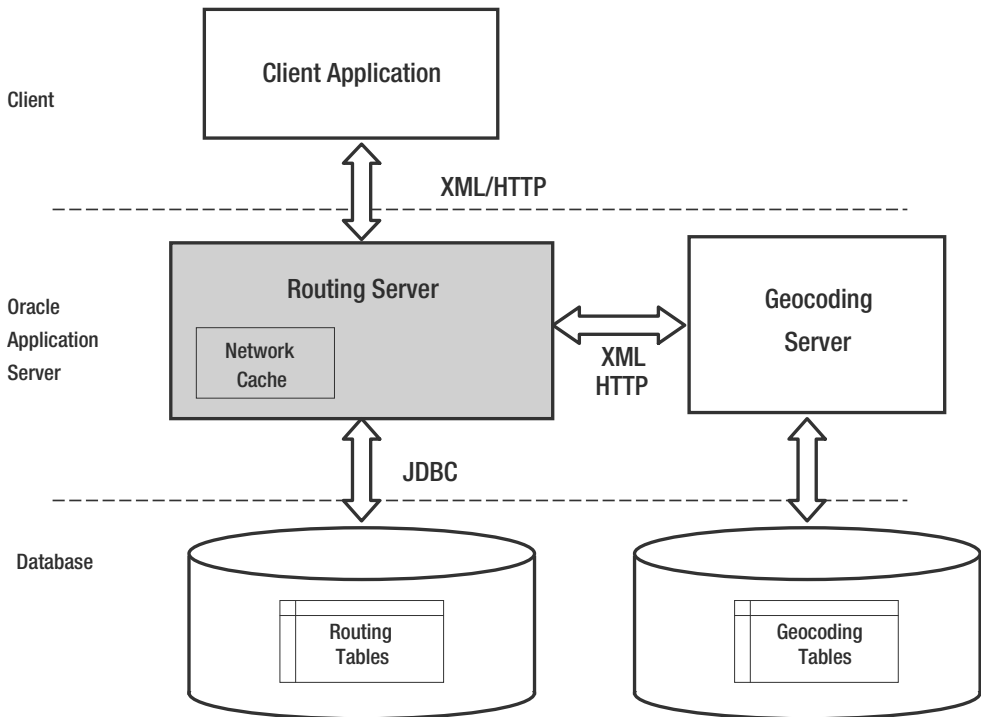 Client Application
Client
XML/HTTP
Routing Server
Geocoding
Server
Oracle
Application
Server
Network
Cache
XML
HTTP
JDBC
Database
Routing
Tables
Geocoding
Tables